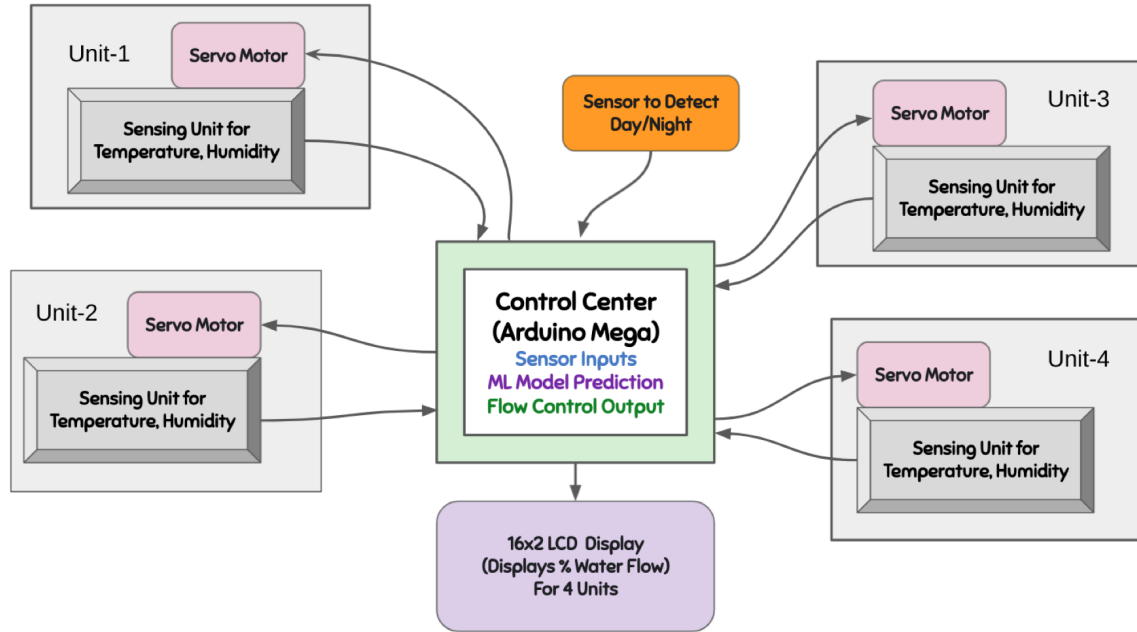 Unit-1
Servo Motor
Sensing Unit for
Temperature, Humidity
Sensor to Detect
Day/Night
Servo Motor
Unit-3
Sensing Unit for
Temperature, Humidity
Unit-2
Servo Motor
Sensing Unit for
Temperature, Humidity
Control Center
(Arduino Mega)
Sensor Inputs
ML Model Prediction
Flow Control Output
Servo Motor
Unit-4
Sensing Unit for
Temperature, Humidity
16x2 LCD Display
(Displays % Water Flow)
For 4 Units